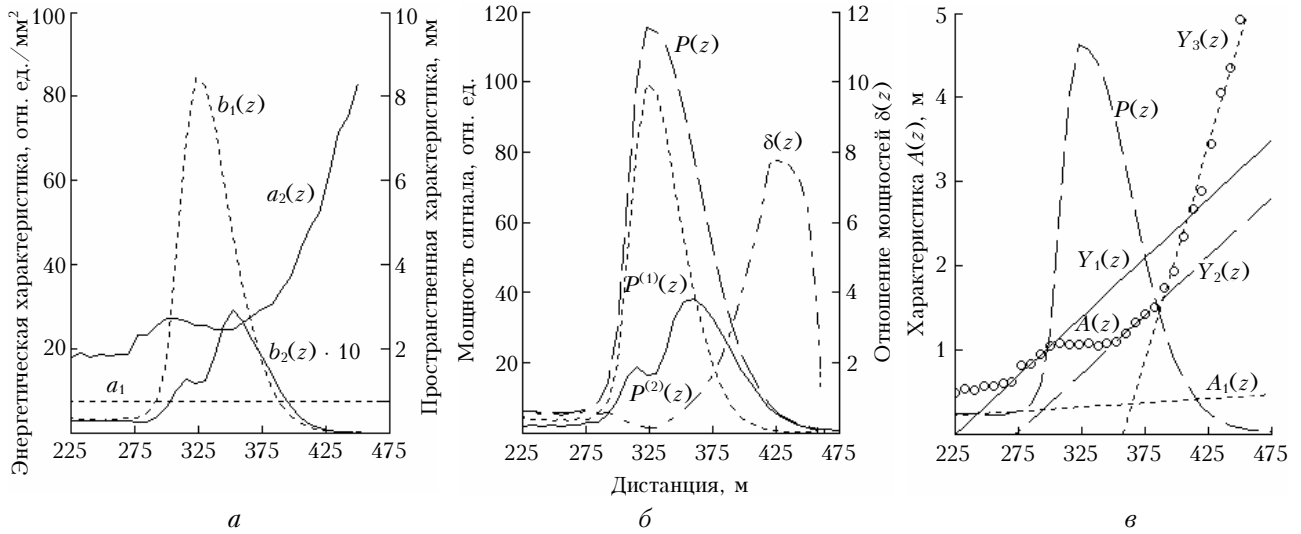 Энергетическая характеристика, отн. ед./мм²
100
80
60
40
20
225 275 325 375 425 475
10
8
6
4
2
Пространственная характеристика, мм
b₁(z)
a₂(z)
b₂(z) · 10
a₁
а
Мощность сигнала, отн. ед.
120
100
80
60
40
20
225 275 325 375 425 475
Дистанция, м
12
10
8
6
4
2
Отношение мощностей δ(z)
P(z)
δ(z)
P⁽¹⁾(z)
P⁽²⁾(z)
б
Характеристика A(z), м
5
4
3
2
1
225 275 325 375 425 475
Y₃(z)
P(z)
Y₁(z)
Y₂(z)
A(z)
A₁(z)
в